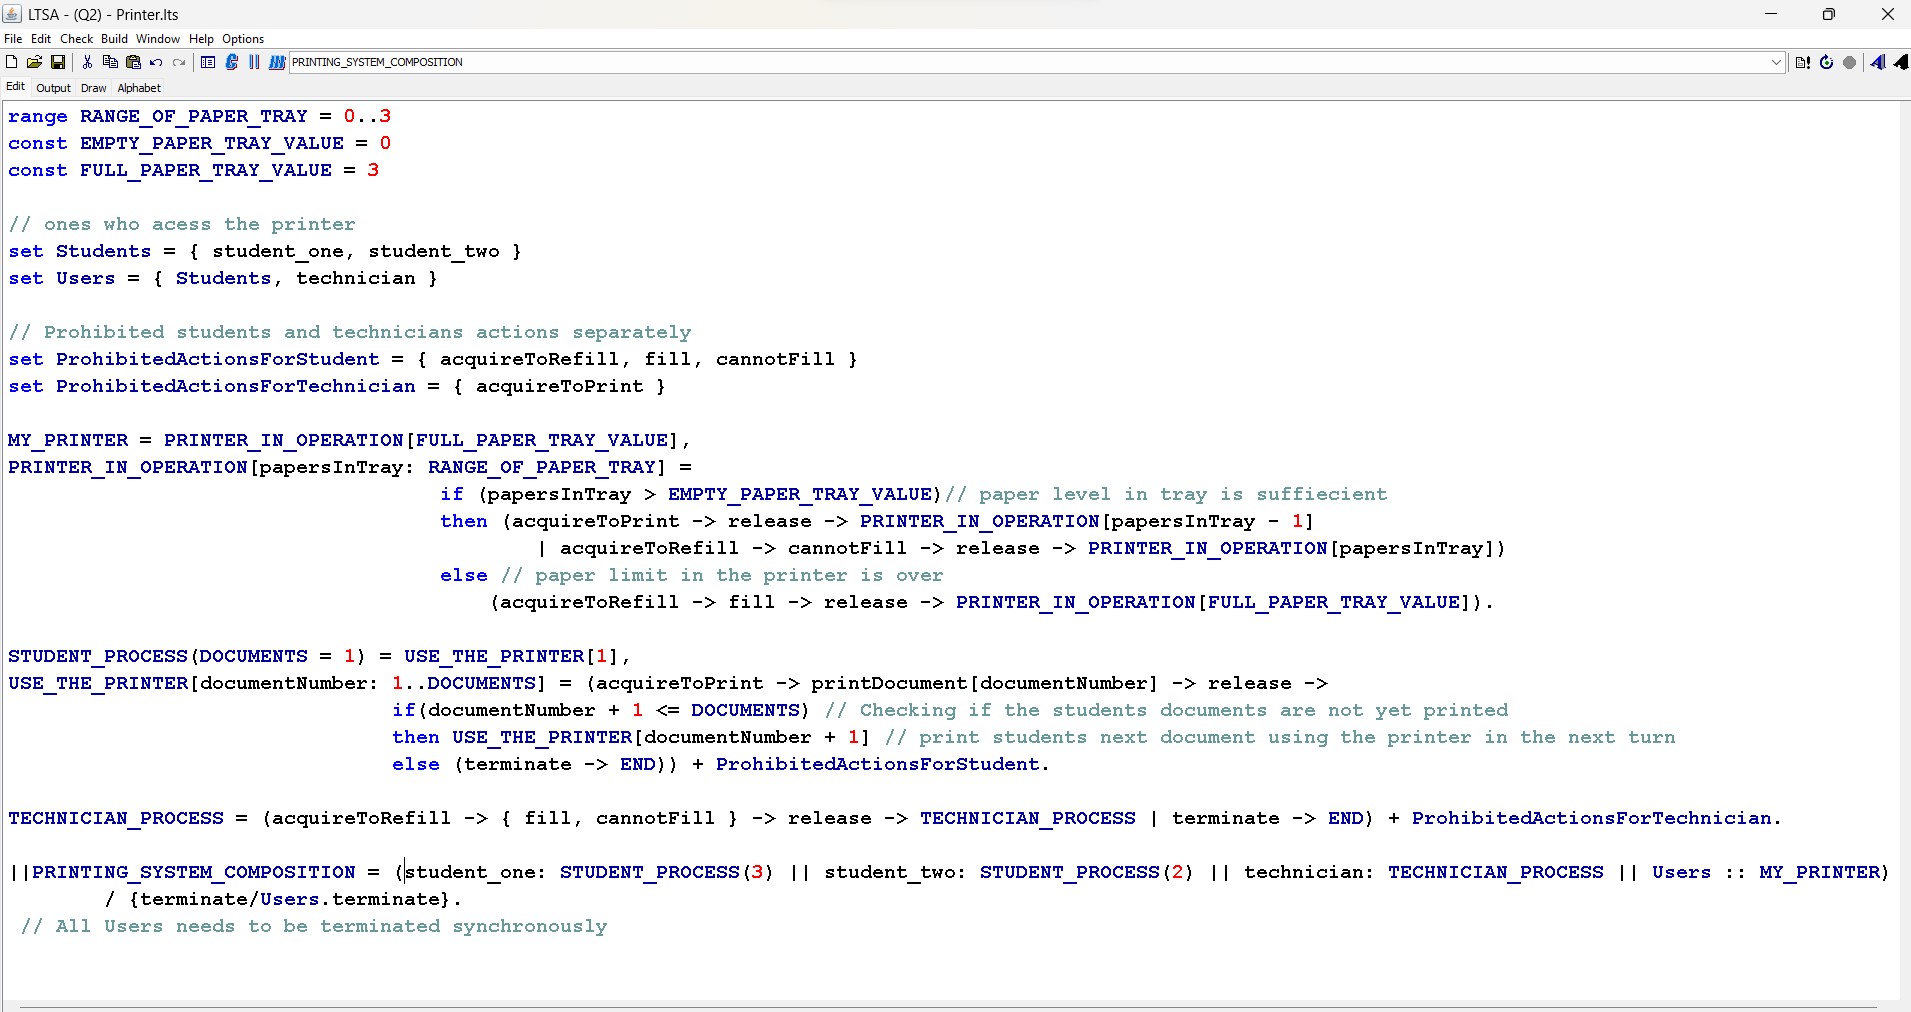 LTSA - (Q2) - Printer.lts
File Edit Check Build Window Help Options
PRINTING_SYSTEM_COMPOSITION
Edit Output Draw Alphabet
range RANGE_OF_PAPER_TRAY = 0..3
const EMPTY_PAPER_TRAY_VALUE = 0
const FULL_PAPER_TRAY_VALUE = 3
// ones who acess the printer
set Students = { student_one, student_two }
set Users = { Students, technician }
// Prohibited students and technicians actions separately
set ProhibitedActionsForStudent = { acquireToRefill, fill, cannotFill }
set ProhibitedActionsForTechnician = { acquireToPrint }
MY_PRINTER = PRINTER_IN_OPERATION[FULL_PAPER_TRAY_VALUE],
PRINTER_IN_OPERATION[papersInTray: RANGE_OF_PAPER_TRAY] =
if (papersInTray > EMPTY_PAPER_TRAY_VALUE)// paper level in tray is suffiecient
then (acquireToPrint -> release -> PRINTER_IN_OPERATION[papersInTray - 1]
| acquireToRefill -> cannotFill -> release -> PRINTER_IN_OPERATION[papersInTray])
else // paper limit in the printer is over
(acquireToRefill -> fill -> release -> PRINTER_IN_OPERATION[FULL_PAPER_TRAY_VALUE]).
STUDENT_PROCESS(DOCUMENTS = 1) = USE_THE_PRINTER[1],
USE_THE_PRINTER[documentNumber: 1..DOCUMENTS] = (acquireToPrint -> printDocument[documentNumber] -> release ->
if(documentNumber + 1 <= DOCUMENTS) // Checking if the students documents are not yet printed
then USE_THE_PRINTER[documentNumber + 1] // print students next document using the printer in the next turn
else (terminate -> END)) + ProhibitedActionsForStudent.
TECHNICIAN_PROCESS = (acquireToRefill -> { fill, cannotFill } -> release -> TECHNICIAN_PROCESS | terminate -> END) + ProhibitedActionsForTechnician.
||PRINTING_SYSTEM_COMPOSITION = (student_one: STUDENT_PROCESS(3) || student_two: STUDENT_PROCESS(2) || technician: TECHNICIAN_PROCESS || Users :: MY_PRINTER)
/ {terminate/Users.terminate}.
// All Users needs to be terminated synchronously